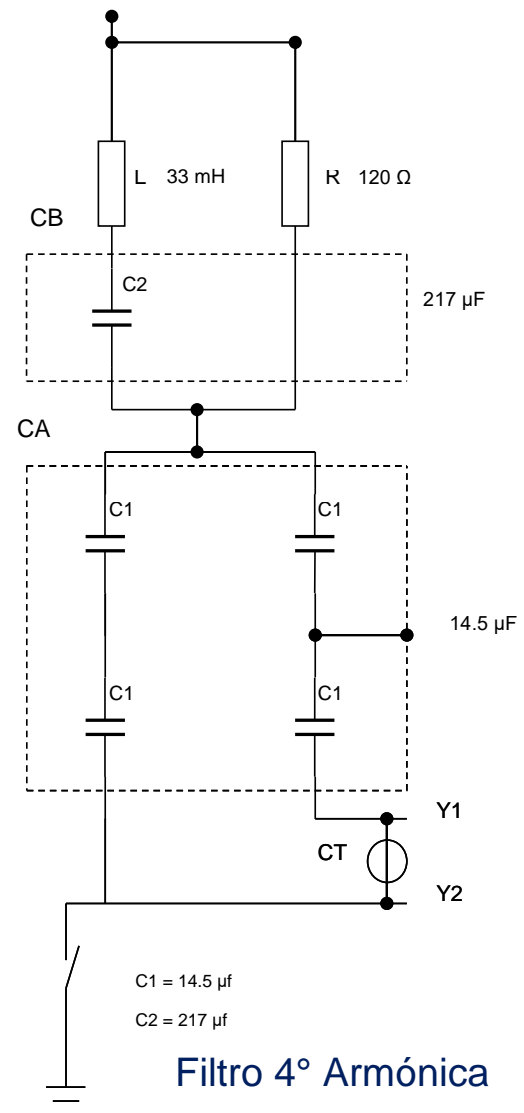 L 33 mH
R 120 Ω
CB
C2
217 µF
CA
C1
C1
14.5 µF
C1
C1
Y1
CT
Y2
C1 = 14.5 µf
C2 = 217 µf
Filtro 4° Armónica